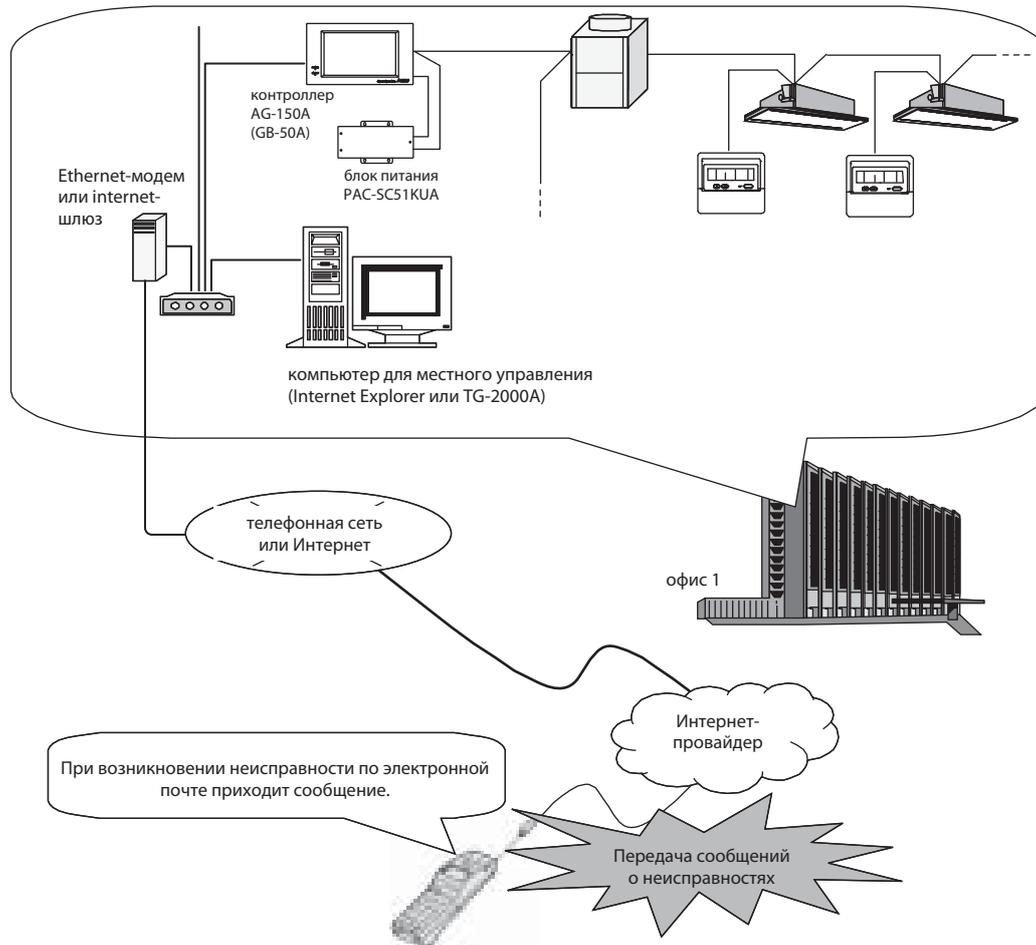 контроллер
AG-150A
(GB-50A)
блок питания
PAC-SC51KUA
Ethernet-модем
или internet-
шлюз
компьютер для местного управления
(Internet Explorer или TG-2000A)
телефонная сеть
или Интернет
офис 1
Интернет-
провайдер
При возникновении неисправности по электронной
почте приходит сообщение.
Передача сообщений
о неисправностях